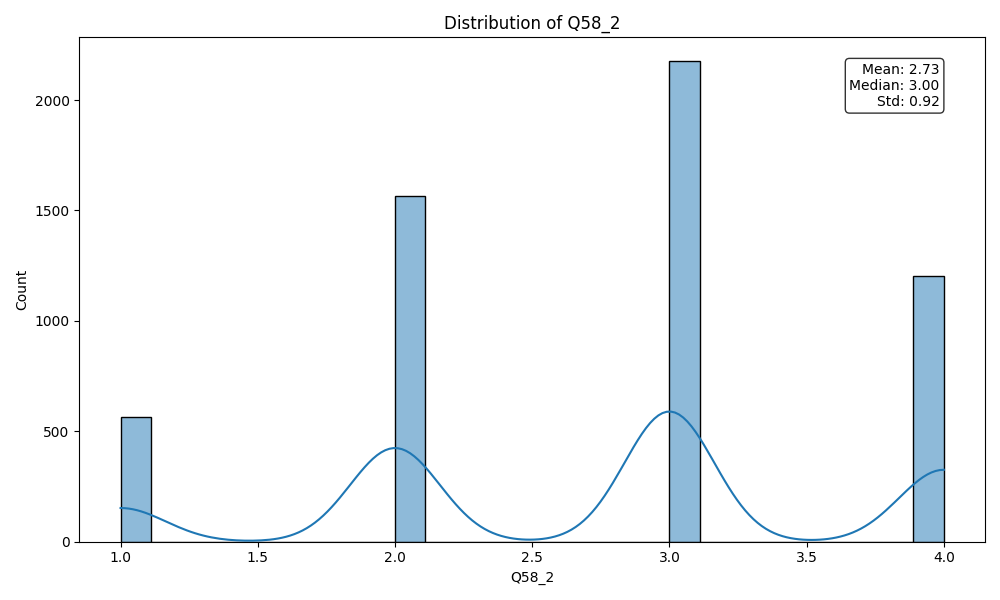 Distribution of Q58_2
Mean: 2.73
Median: 3.00
Std: 0.92
Count
2000
1500
1000
500
0
1.0 1.5 2.0 2.5 3.0 3.5 4.0
Q58_2